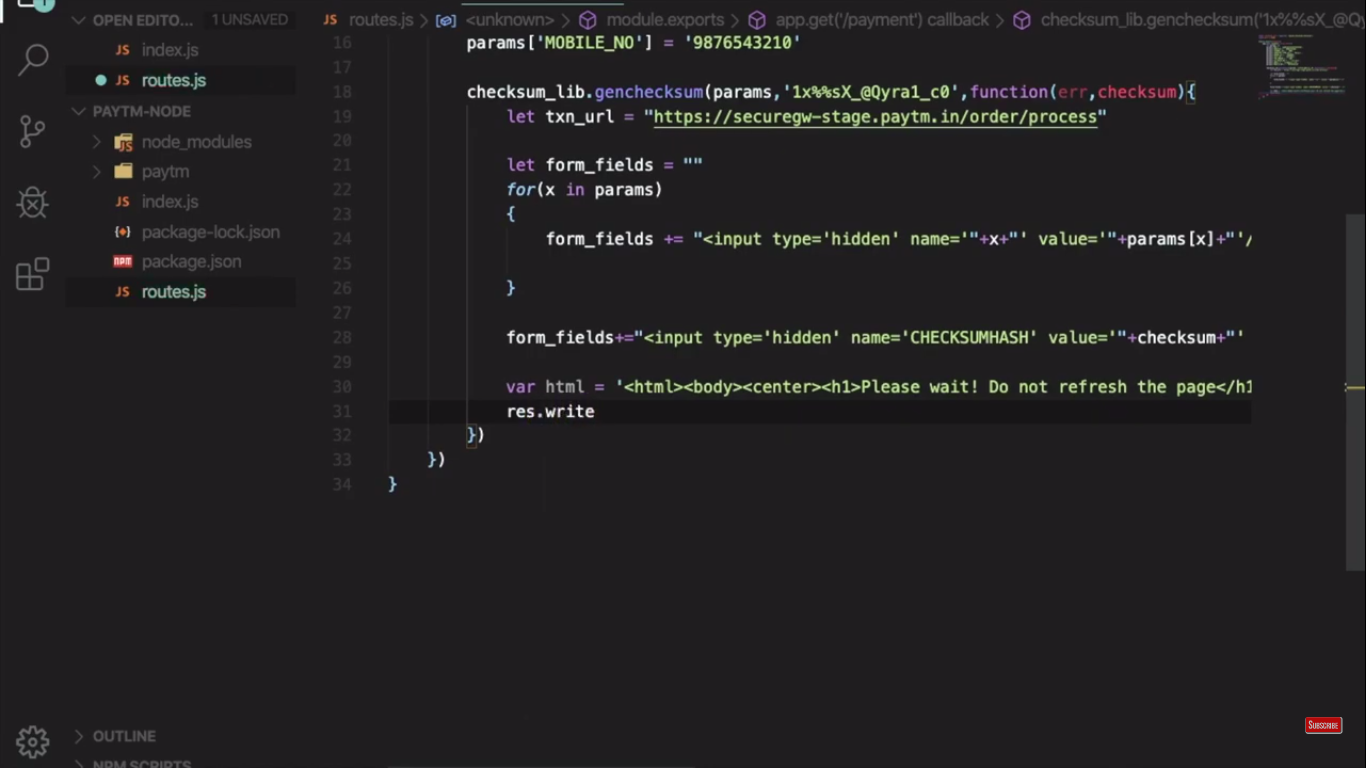 OPEN EDITO... 1 UNSAVED
JS index.js
JS routes.js
PAYTM-NODE
node_modules
paytm
JS index.js
package-lock.json
npm package.json
JS routes.js
OUTLINE
NPM SCRIPTS
1
JS routes.js > <unknown> > module.exports > app.get('/payment') callback > checksum_lib.genchecksum('1x%%sX_@Qy
16 params['MOBILE_NO'] = '9876543210'
17
18 checksum_lib.genchecksum(params,'1x%%sX_@Qyra1_c0',function(err,checksum){
19 let txn_url = "https://securegw-stage.paytm.in/order/process"
20
21 let form_fields = ""
22 for(x in params)
23 {
24 form_fields += "<input type='hidden' name='"+x+"' value='"+params[x]+"'/
25
26 }
27
28 form_fields+="<input type='hidden' name='CHECKSUMHASH' value='"+checksum+"'
29
30 var html = '<html><body><center><h1>Please wait! Do not refresh the page</h1
31 res.write
32 })
33 })
34 }
SUBSCRIBE